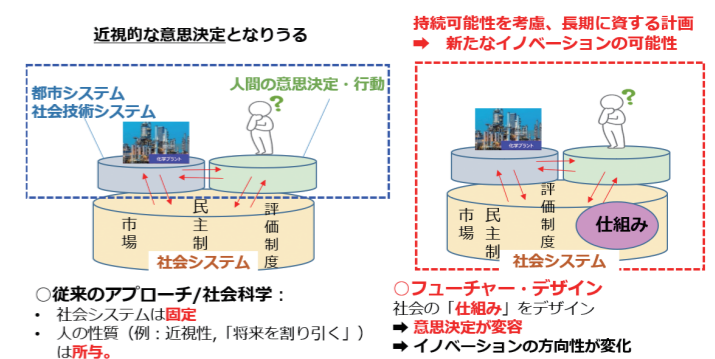 近視的な意思決定となりうる
都市システム
社会技術システム
人間の意思決定・行動
?
化学プラント
市場
民主制
評価制度
社会システム
○従来のアプローチ/社会科学：
・ 社会システムは固定
・ 人の性質（例：近視性,「将来を割り引く」）
は所与。
持続可能性を考慮、長期に資する計画
➡ 新たなイノベーションの可能性
?
化学プラント
市場
民主制
評価制度
仕組み
社会システム
○フューチャー・デザイン
社会の「仕組み」をデザイン
➡ 意思決定が変容
➡ イノベーションの方向性が変化